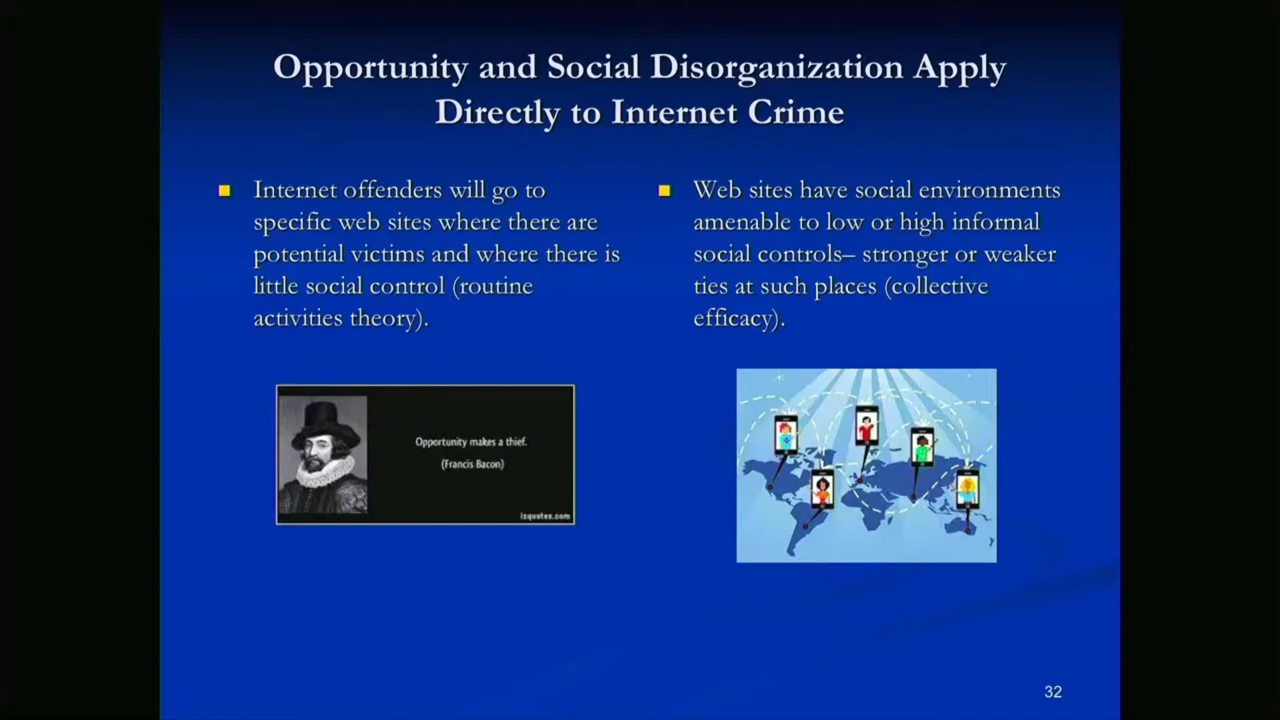 Opportunity and Social Disorganization Apply
Directly to Internet Crime
Internet offenders will go to
specific web sites where there are
potential victims and where there is
little social control (routine
activities theory).
Web sites have social environments
amenable to low or high informal
social controls– stronger or weaker
ties at such places (collective
efficacy).
Opportunity makes a thief.
(Francis Bacon)
izquotes.com
32